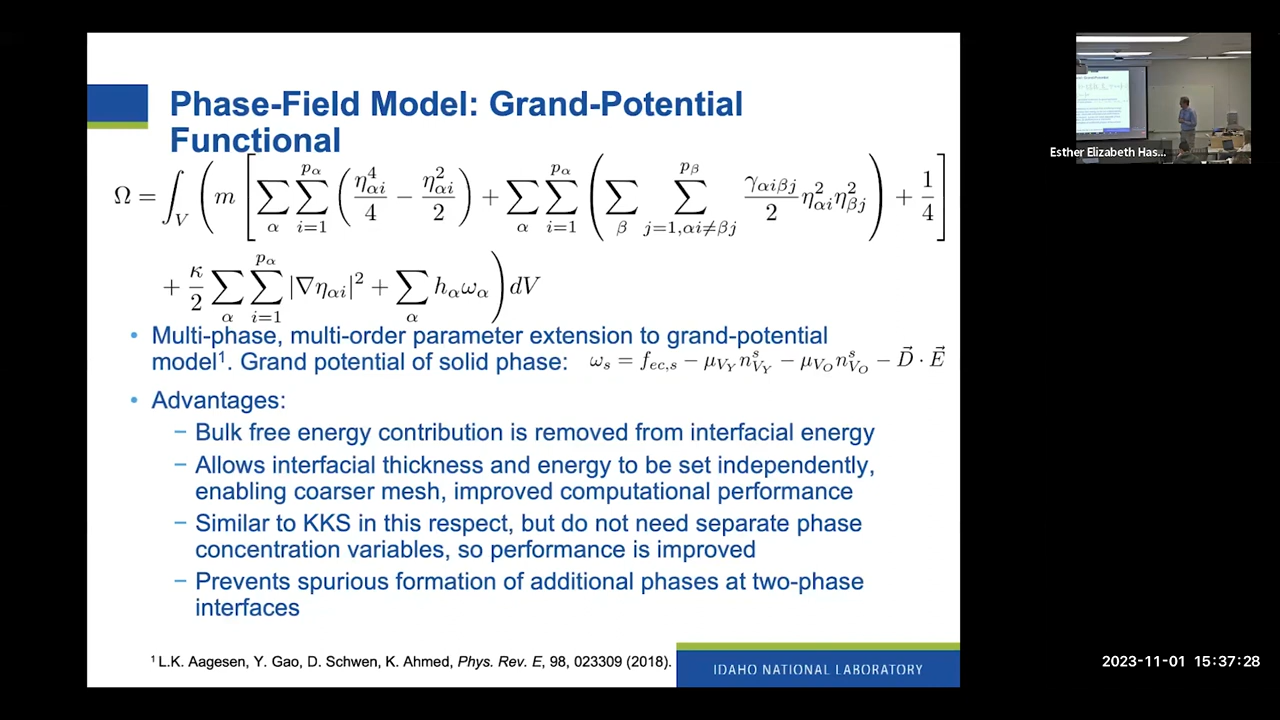 Phase-Field Model: Grand-Potential
Functional
Ω = ∫_V ( m [ ∑_α ∑_{i=1}^{p_α} ( η_{αi}^4/4 − η_{αi}^2/2 ) + ∑_α ∑_{i=1}^{p_α} ( ∑_β ∑_{j=1,αi≠βj}^{p_β} γ_{αiβj}/2 η_{αi}^2 η_{βj}^2 ) + 1/4 ]
+ κ/2 ∑_α ∑_{i=1}^{p_α} |∇η_{αi}|^2 + ∑_α h_α ω_α ) dV
• Multi-phase, multi-order parameter extension to grand-potential
model¹. Grand potential of solid phase: ω_s = f_{ec,s} − μ_{V_Y} n^s_{V_Y} − μ_{V_O} n^s_{V_O} − D⃗ · E⃗
• Advantages:
− Bulk free energy contribution is removed from interfacial energy
− Allows interfacial thickness and energy to be set independently,
enabling coarser mesh, improved computational performance
− Similar to KKS in this respect, but do not need separate phase
concentration variables, so performance is improved
− Prevents spurious formation of additional phases at two-phase
interfaces
¹ L.K. Aagesen, Y. Gao, D. Schwen, K. Ahmed, Phys. Rev. E, 98, 023309 (2018).
IDAHO NATIONAL LABORATORY
Esther Elizabeth Has...
2023-11-01 15:37:28